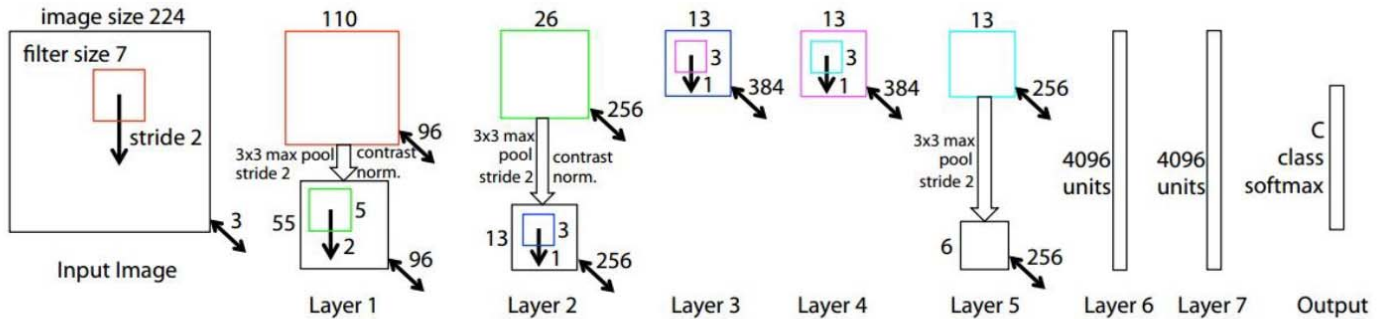 image size 224
filter size 7
stride 2
3
Input Image
110
96
3x3 max pool
stride 2
contrast
norm.
55
5
2
96
Layer 1
26
256
3x3 max
pool
stride 2
contrast
norm.
13
3
1
256
Layer 2
13
3
1
384
Layer 3
13
3
1
384
Layer 4
13
256
3x3 max
pool
stride 2
6
256
Layer 5
4096
units
Layer 6
4096
units
Layer 7
C
class
softmax
Output